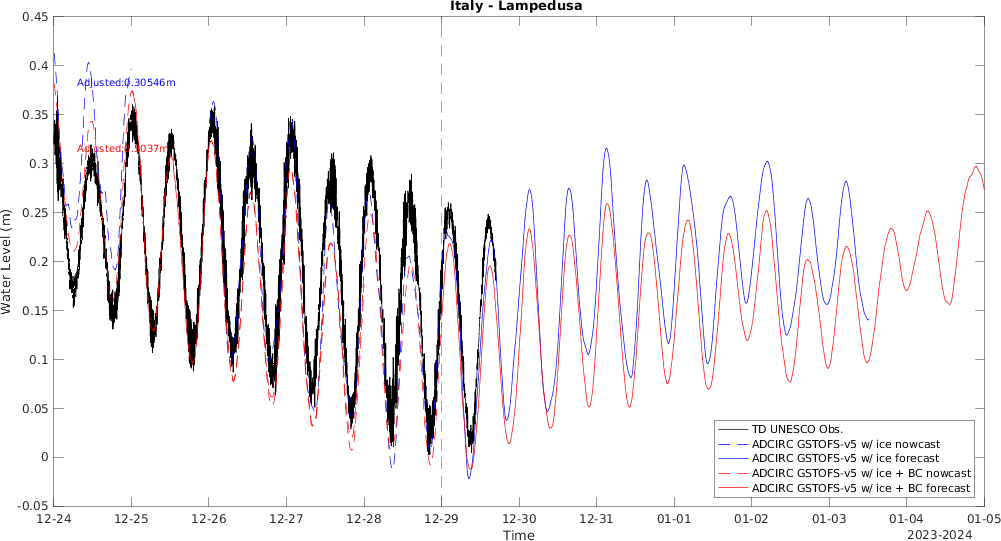 Italy - Lampedusa
0.45
0.4
0.35
0.3
0.25
0.2
0.15
0.1
0.05
0
-0.05
Water Level (m)
Adjusted:0.30546m
Adjusted:0.3037m
TD UNESCO Obs.
ADCIRC GSTOFS-v5 w/ ice nowcast
ADCIRC GSTOFS-v5 w/ ice forecast
ADCIRC GSTOFS-v5 w/ ice + BC nowcast
ADCIRC GSTOFS-v5 w/ ice + BC forecast
12-24 12-25 12-26 12-27 12-28 12-29 12-30 12-31 01-01 01-02 01-03 01-04 01-05
Time
2023-2024